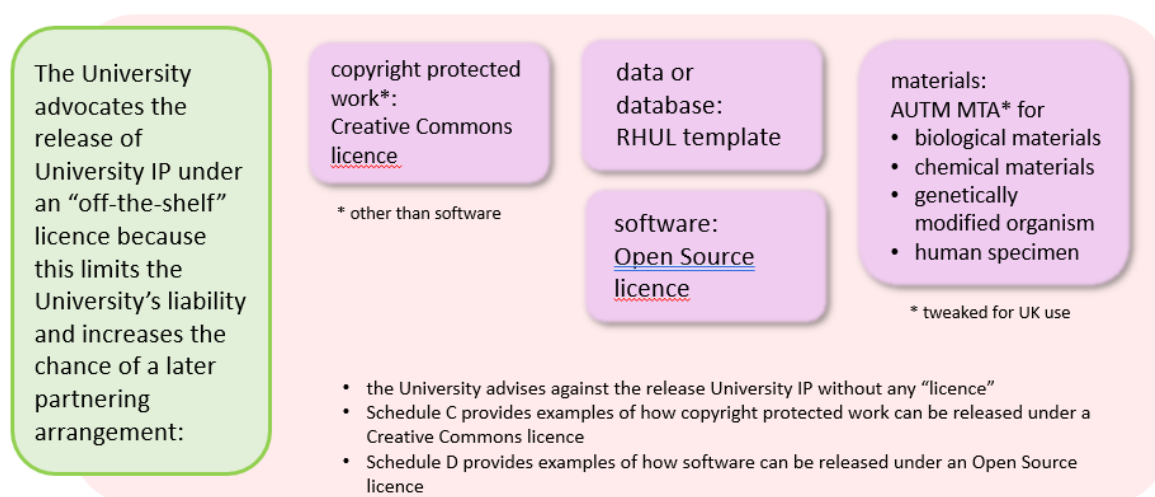 The University
advocates the
release of
University IP under
an “off-the-shelf”
licence because
this limits the
University’s liability
and increases the
chance of a later
partnering
arrangement:
copyright protected
work*:
Creative Commons
licence
* other than software
data or
database:
RHUL template
software:
Open Source
licence
materials:
AUTM MTA* for
• biological materials
• chemical materials
• genetically
modified organism
• human specimen
* tweaked for UK use
• the University advises against the release University IP without any “licence”
• Schedule C provides examples of how copyright protected work can be released under a
Creative Commons licence
• Schedule D provides examples of how software can be released under an Open Source
licence